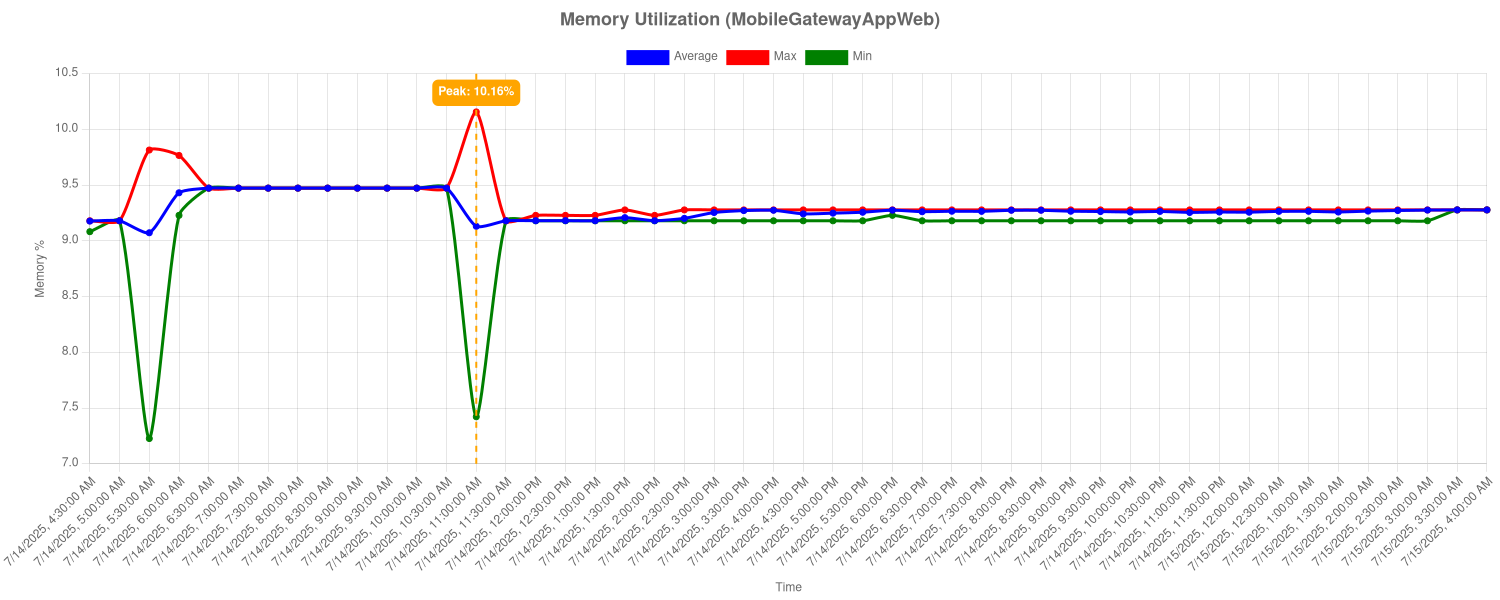 Memory Utilization (MobileGatewayAppWeb)
Average Max Min
Peak: 10.16%
10.5
10.0
9.5
9.0
8.5
8.0
7.5
7.0
Memory %
7/14/2025, 4:30:00 AM
7/14/2025, 5:00:00 AM
7/14/2025, 5:30:00 AM
7/14/2025, 6:00:00 AM
7/14/2025, 6:30:00 AM
7/14/2025, 7:00:00 AM
7/14/2025, 7:30:00 AM
7/14/2025, 8:00:00 AM
7/14/2025, 8:30:00 AM
7/14/2025, 9:00:00 AM
7/14/2025, 9:30:00 AM
7/14/2025, 10:00:00 AM
7/14/2025, 10:30:00 AM
7/14/2025, 11:00:00 AM
7/14/2025, 11:30:00 AM
7/14/2025, 12:00:00 PM
7/14/2025, 12:30:00 PM
7/14/2025, 1:00:00 PM
7/14/2025, 1:30:00 PM
7/14/2025, 2:00:00 PM
7/14/2025, 2:30:00 PM
7/14/2025, 3:00:00 PM
7/14/2025, 3:30:00 PM
7/14/2025, 4:00:00 PM
7/14/2025, 4:30:00 PM
7/14/2025, 5:00:00 PM
7/14/2025, 5:30:00 PM
7/14/2025, 6:00:00 PM
7/14/2025, 6:30:00 PM
7/14/2025, 7:00:00 PM
7/14/2025, 7:30:00 PM
7/14/2025, 8:00:00 PM
7/14/2025, 8:30:00 PM
7/14/2025, 9:00:00 PM
7/14/2025, 9:30:00 PM
7/14/2025, 10:00:00 PM
7/14/2025, 10:30:00 PM
7/14/2025, 11:00:00 PM
7/14/2025, 11:30:00 PM
7/15/2025, 12:00:00 AM
7/15/2025, 12:30:00 AM
7/15/2025, 1:00:00 AM
7/15/2025, 1:30:00 AM
7/15/2025, 2:00:00 AM
7/15/2025, 2:30:00 AM
7/15/2025, 3:00:00 AM
7/15/2025, 3:30:00 AM
7/15/2025, 4:00:00 AM
Time